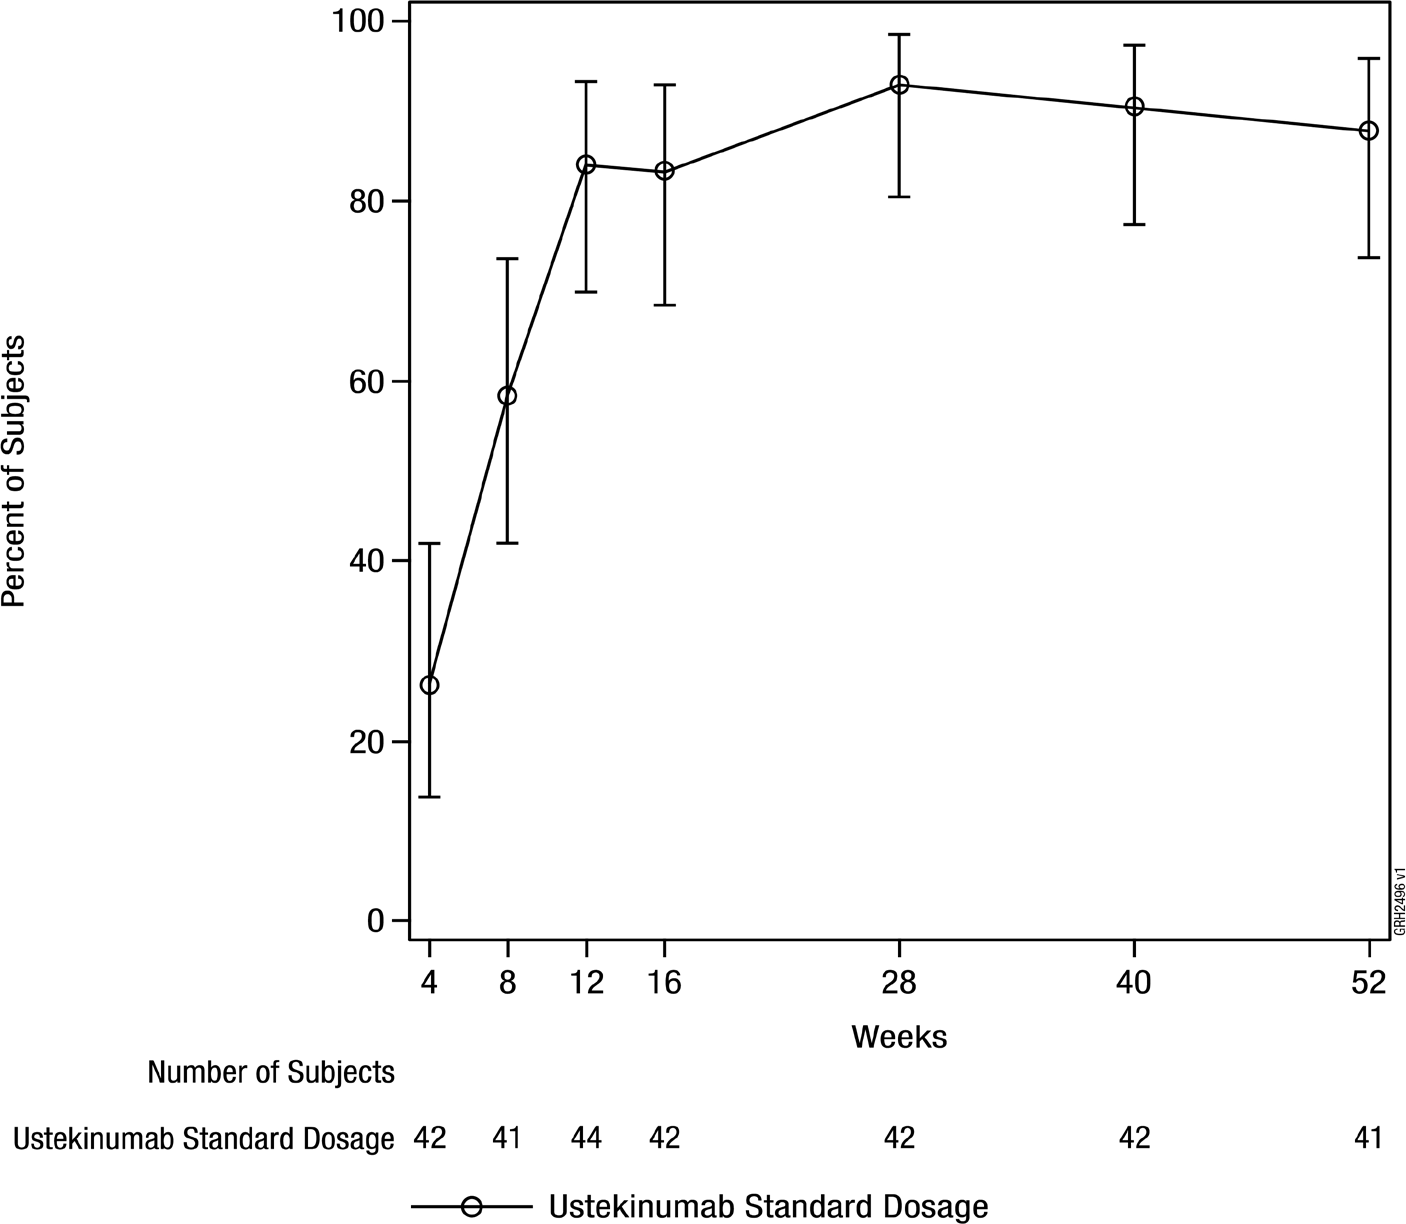 100
80
60
40
20
0
Percent of Subjects
4 8 12 16 28 40 52
Weeks
Number of Subjects
Ustekinumab Standard Dosage 42 41 44 42 42 42 41
Ustekinumab Standard Dosage
GRH2496 v1